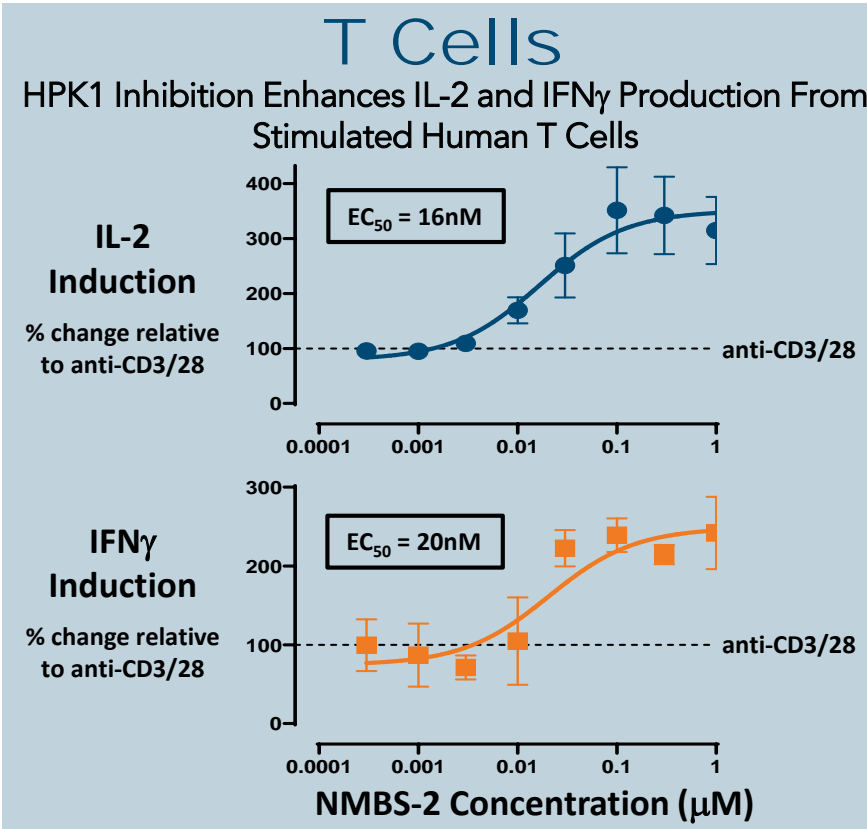 T Cells
HPK1 Inhibition Enhances IL-2 and IFNγ Production From
Stimulated Human T Cells
IL-2
Induction
% change relative
to anti-CD3/28
400
300
200
100
0
EC50 = 16nM
anti-CD3/28
0.0001
0.001
0.01
0.1
1
IFNγ
Induction
% change relative
to anti-CD3/28
300
200
100
0
EC50 = 20nM
anti-CD3/28
0.0001
0.001
0.01
0.1
1
NMBS-2 Concentration (μM)